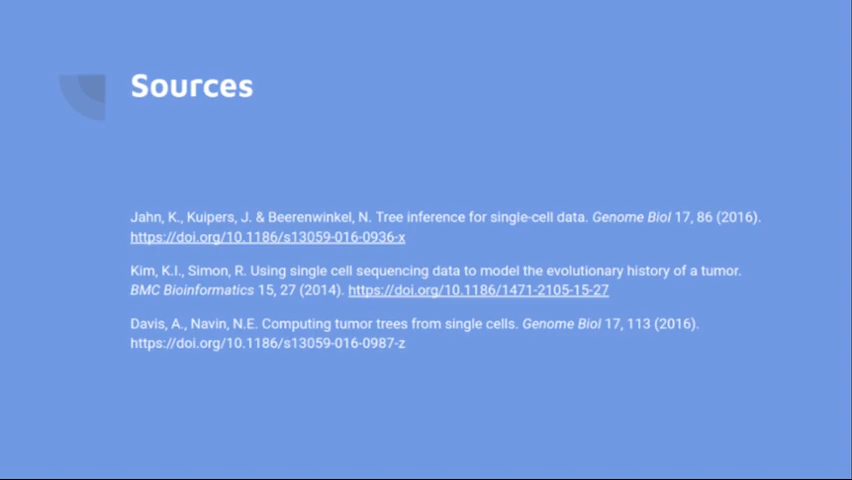 Sources
Jahn, K., Kuipers, J. & Beerenwinkel, N. Tree inference for single-cell data. Genome Biol 17, 86 (2016).
https://doi.org/10.1186/s13059-016-0936-x
Kim, K.I., Simon, R. Using single cell sequencing data to model the evolutionary history of a tumor.
BMC Bioinformatics 15, 27 (2014). https://doi.org/10.1186/1471-2105-15-27
Davis, A., Navin, N.E. Computing tumor trees from single cells. Genome Biol 17, 113 (2016).
https://doi.org/10.1186/s13059-016-0987-z